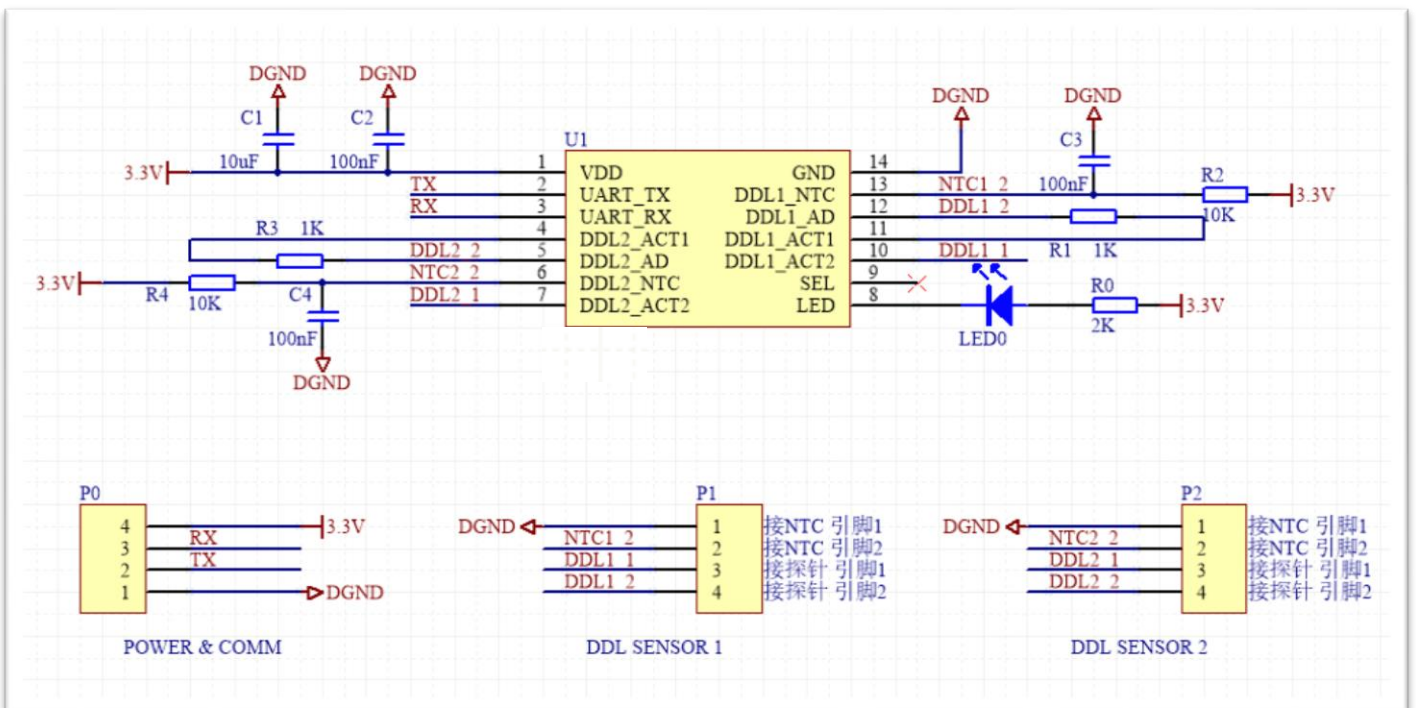 DGND DGND
C1 C2
10uF 100nF
3.3V
U1
DGND DGND
C3
100nF
R2
10K
3.3V
1 VDD GND 14
TX 2 UART_TX DDL1_NTC 13 NTC1_2
RX 3 UART_RX DDL1_AD 12 DDL1_2
4 DDL2_ACT1 DDL1_ACT1 11
DDL2_2 5 DDL2_AD DDL1_ACT2 10 DDL1_1
NTC2_2 6 DDL2_NTC SEL 9
DDL2_1 7 DDL2_ACT2 LED 8
R3 1K
R1 1K
3.3V
R4 10K
C4
100nF
DGND
LED0
R0
2K
3.3V
P0
4 3.3V
3 RX
2 TX
1 DGND
POWER & COMM
P1
DGND 1 接NTC 引脚1
NTC1_2 2 接NTC 引脚2
DDL1_1 3 接探针 引脚1
DDL1_2 4 接探针 引脚2
DDL SENSOR 1
P2
DGND 1 接NTC 引脚1
NTC2_2 2 接NTC 引脚2
DDL2_1 3 接探针 引脚1
DDL2_2 4 接探针 引脚2
DDL SENSOR 2